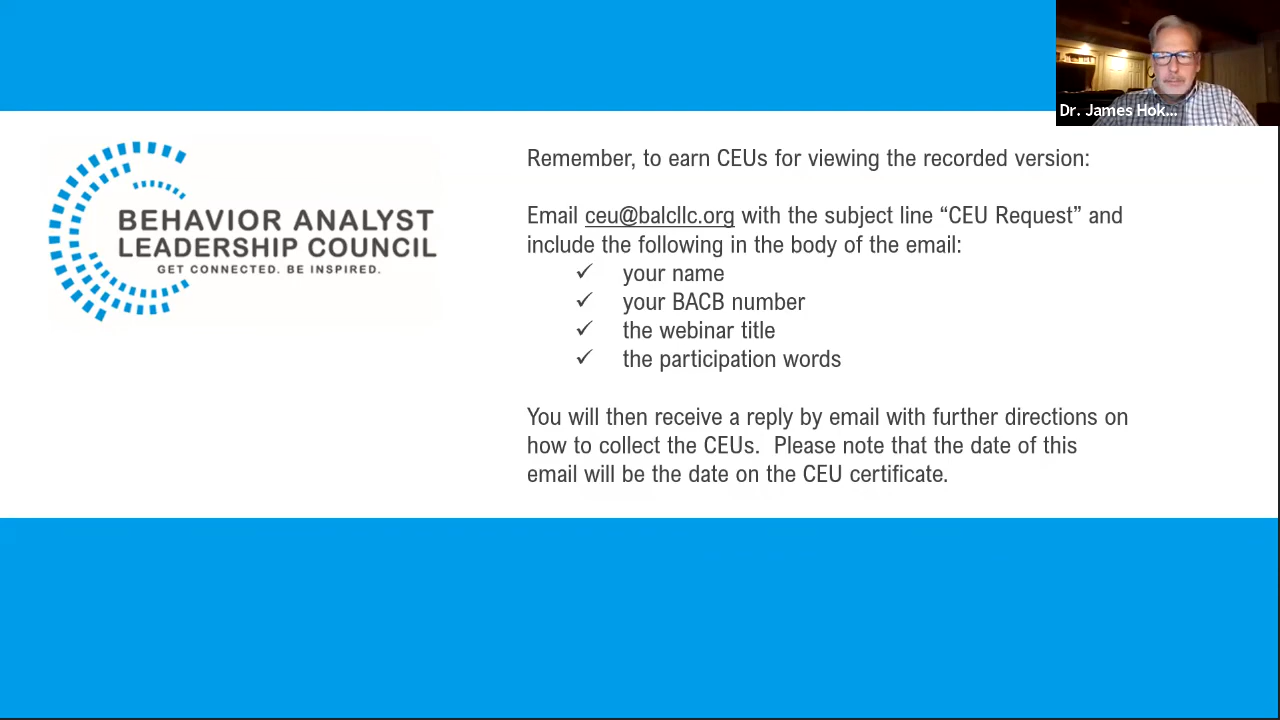 Dr. James Hok...
BEHAVIOR ANALYST
LEADERSHIP COUNCIL
GET CONNECTED. BE INSPIRED.
Remember, to earn CEUs for viewing the recorded version:
Email ceu@balcllc.org with the subject line “CEU Request” and
include the following in the body of the email:
✓ your name
✓ your BACB number
✓ the webinar title
✓ the participation words
You will then receive a reply by email with further directions on
how to collect the CEUs.  Please note that the date of this
email will be the date on the CEU certificate.